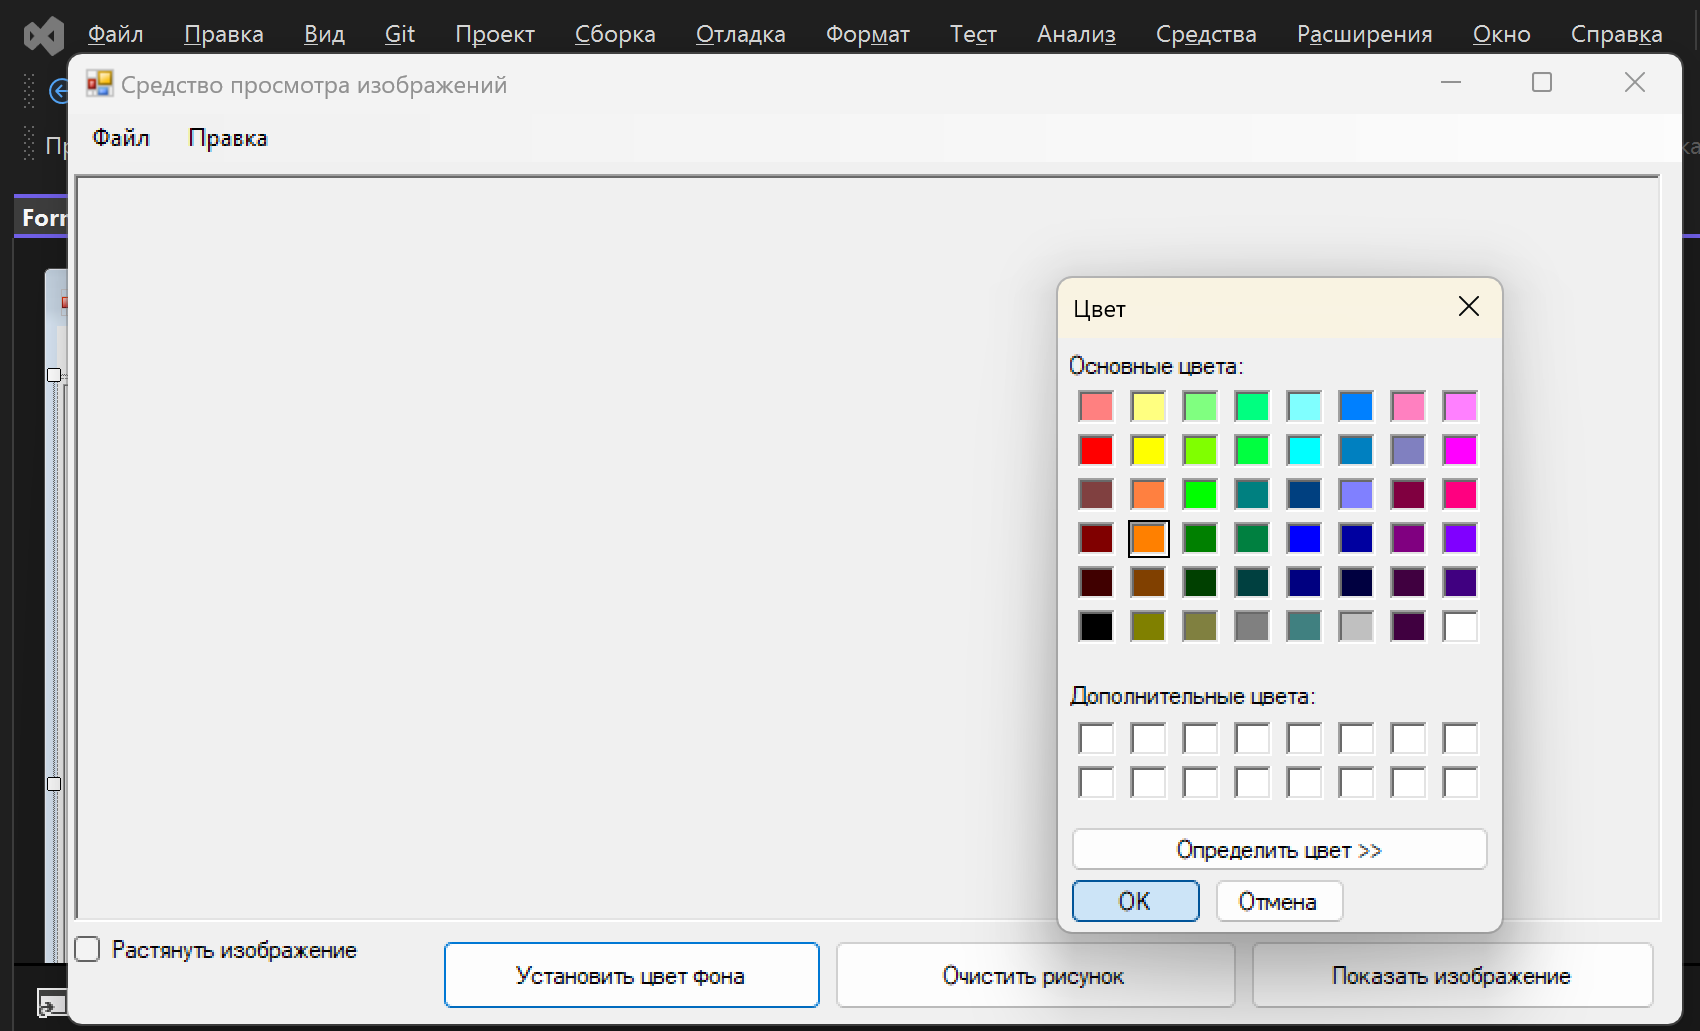 Файл Правка Вид Git Проект Сборка Отладка Формат Тест Анализ Средства Расширения Окно Справка
Средство просмотра изображений
Файл Правка
Цвет
Основные цвета:
Дополнительные цвета:
Определить цвет >>
ОК Отмена
Растянуть изображение
Установить цвет фона Очистить рисунок Показать изображение